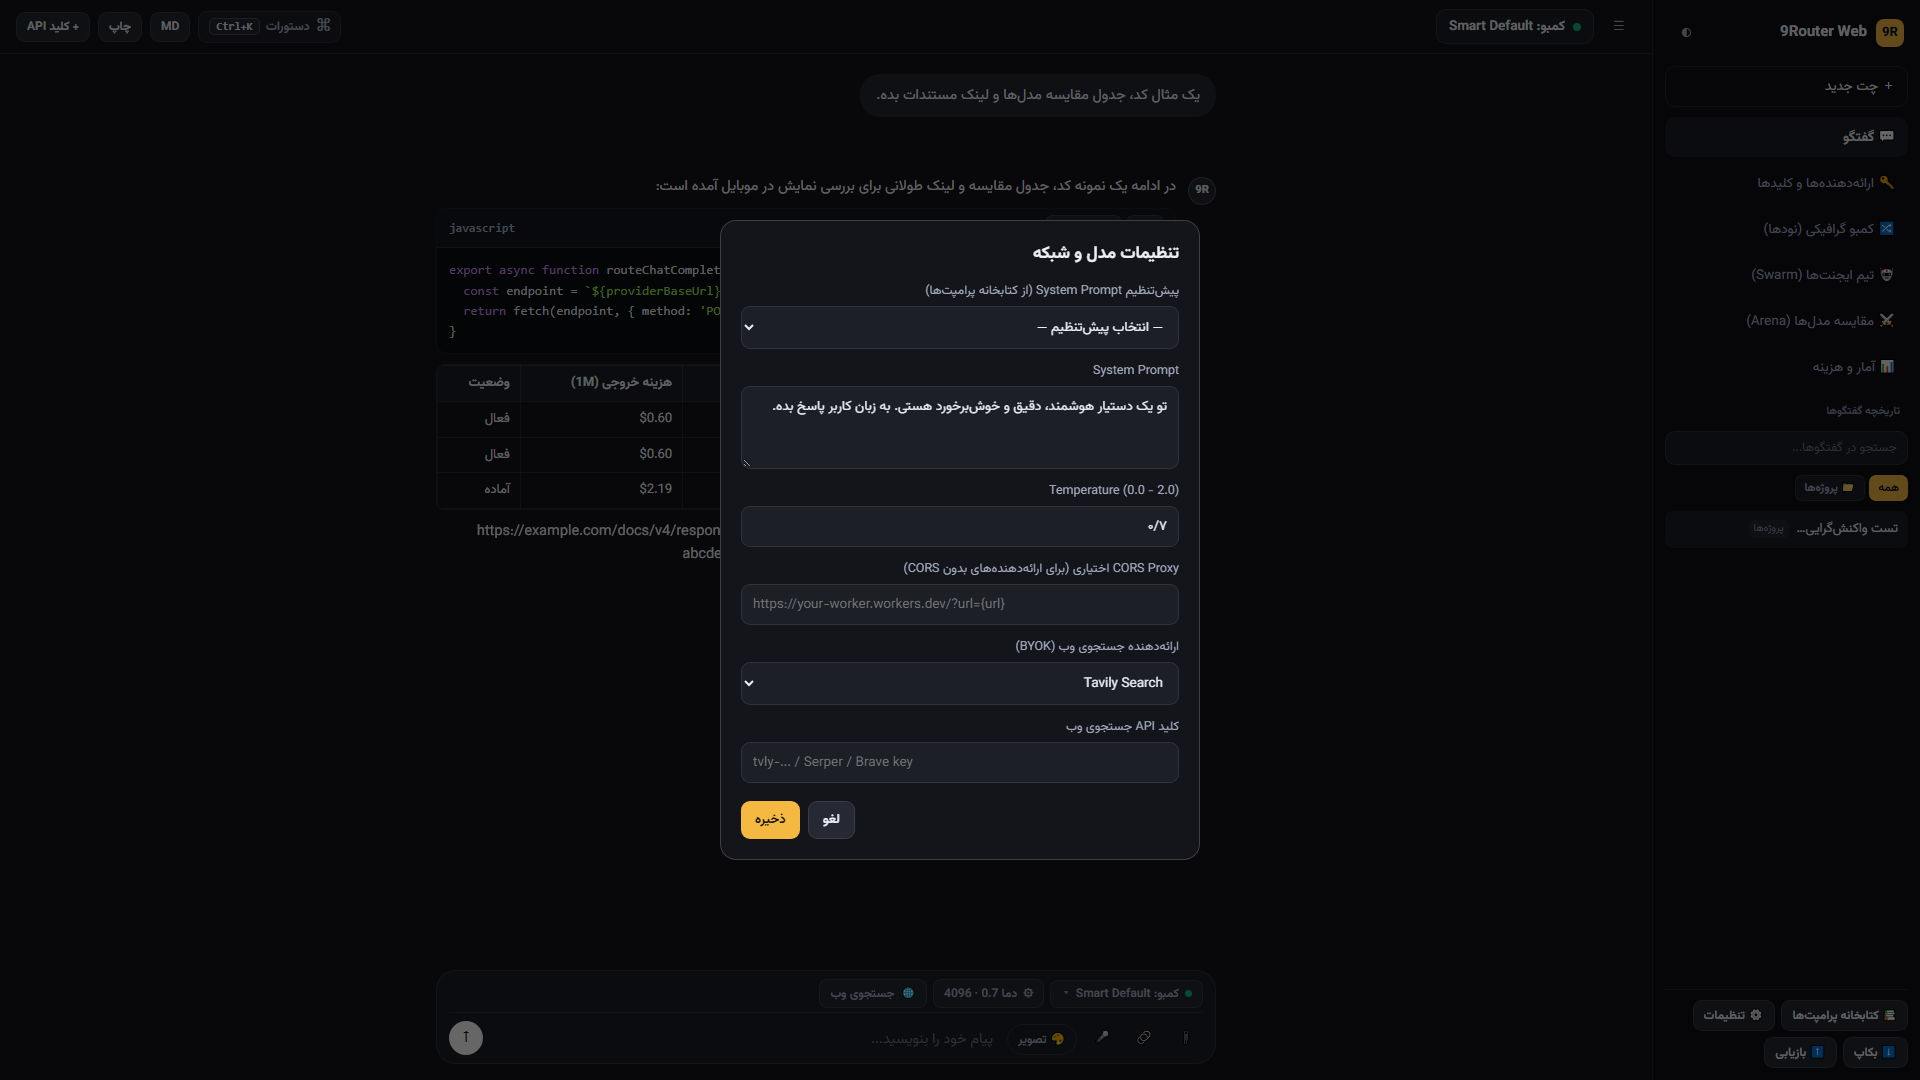 9R
9Router Web
+ چت جدید
گفتگو
ارائه‌دهنده‌ها و کلیدها
کمبو گرافیکی (نودها)
تیم ایجنت‌ها (Swarm)
مقایسه مدل‌ها (Arena)
آمار و هزینه
تاریخچه گفتگوها
جستجو در گفتگوها...
همه
پروژه‌ها
تست واکنش‌گرایی...
پروژه‌ها
کتابخانه پرامپت‌ها
تنظیمات
بکاپ
بازیابی
کمبو: Smart Default
دستورات Ctrl+K
MD
چاپ
+ کلید API
یک مثال کد، جدول مقایسه مدل‌ها و لینک مستندات بده.
9R
در ادامه یک نمونه کد، جدول مقایسه و لینک طولانی برای بررسی نمایش در موبایل آمده است:
javascript
export async function routeChatComplet
const endpoint = `${providerBaseUrl}
return fetch(endpoint, { method: 'PO
}
هزینه خروجی (1M) وضعیت
$0.60 فعال
$0.60 فعال
$2.19 آماده
https://example.com/docs/v4/respon
abcde
تنظیمات مدل و شبکه
پیش‌تنظیم System Prompt (از کتابخانه پرامپت‌ها)
— انتخاب پیش‌تنظیم —
System Prompt
تو یک دستیار هوشمند، دقیق و خوش‌برخورد هستی. به زبان کاربر پاسخ بده.
Temperature (0.0 - 2.0)
۰/۷
CORS Proxy اختیاری (برای ارائه‌دهنده‌های بدون CORS)
https://your-worker.workers.dev/?url={url}
ارائه‌دهنده جستجوی وب (BYOK)
Tavily Search
کلید API جستجوی وب
tvly-... / Serper / Brave key
لغو
ذخیره
کمبو: Smart Default
دما 0.7 · 4096
جستجوی وب
تصویر
پیام خود را بنویسید...